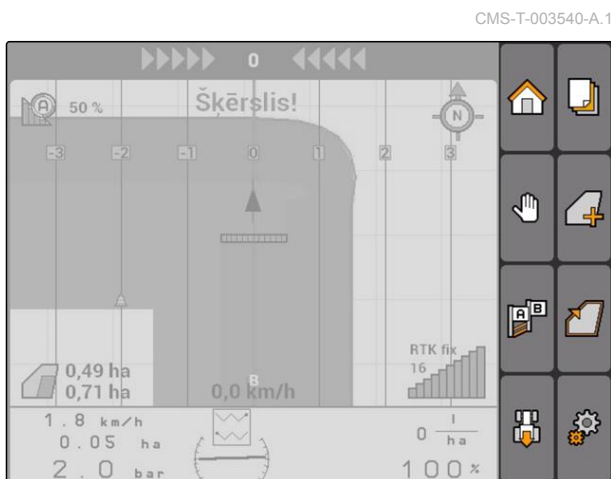 CMS-T-003540-A.1
0
A 50 %
Šķērslis!
N
-3 -2 -1 0 1 2 3
A B
RTK fix
16
0,49 ha
0,71 ha
B
0,0 km/h
1.8 km/h
0.05 ha
2.0 bar
0 l/ha
100%